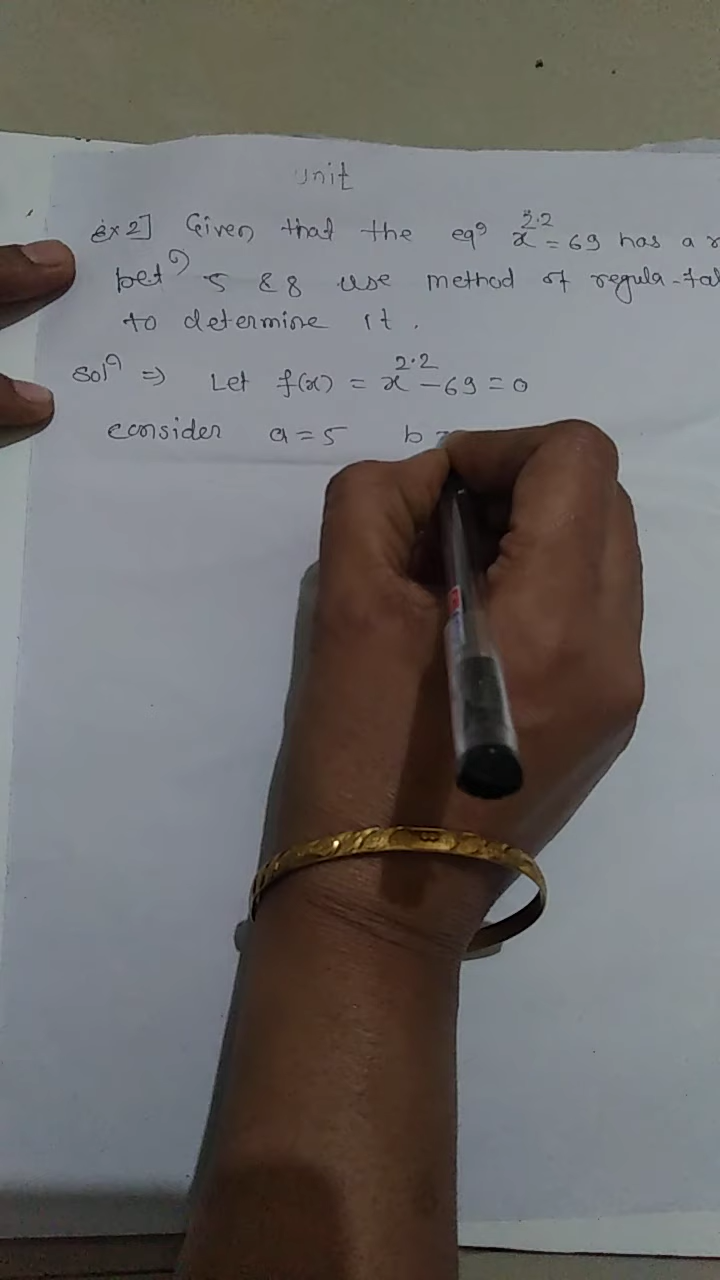 unit
Ex 2] Given that the eqⁿ x^2.2 = 69 has a
betⁿ 5 & 8 use method of regula-
to determine it.
solⁿ ⇒ Let f(x) = x^2.2 - 69 = 0
consider a = 5 b =